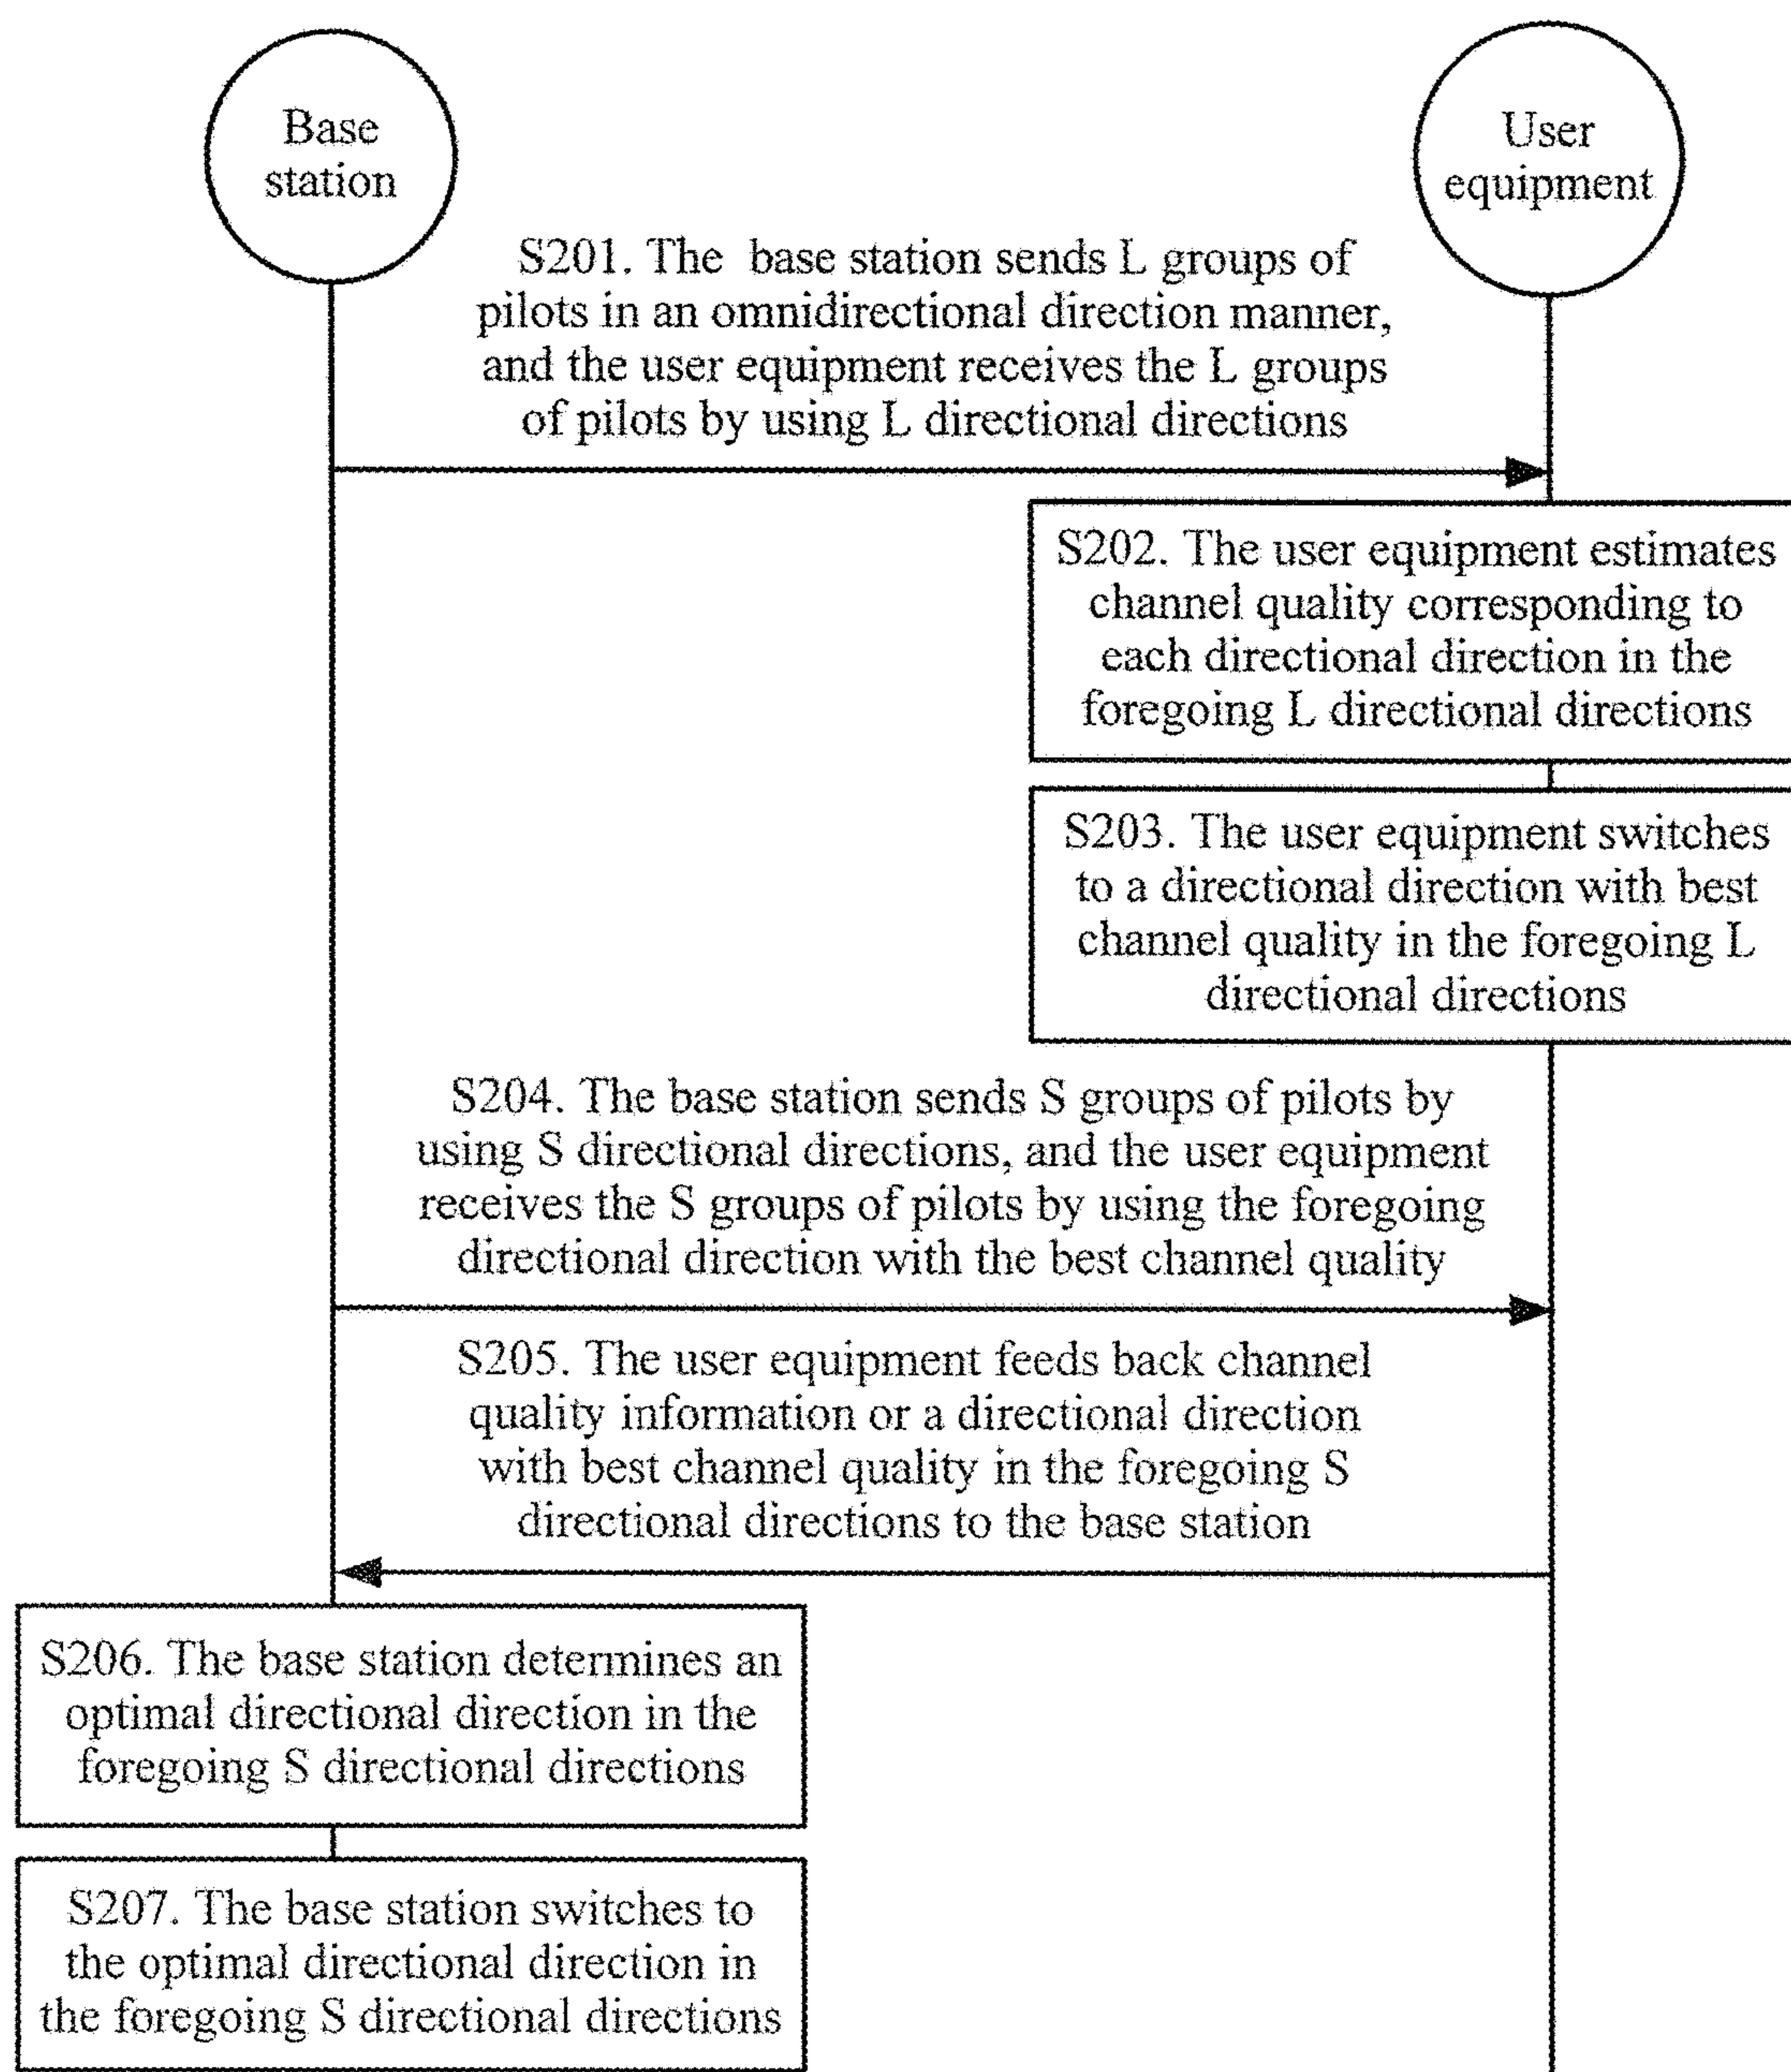 Base
station
User
equipment
S201. The base station sends L groups of
pilots in an omnidirectional direction manner,
and the user equipment receives the L groups
of pilots by using L directional directions
S202. The user equipment estimates
channel quality corresponding to
each directional direction in the
foregoing L directional directions
S203. The user equipment switches
to a directional direction with best
channel quality in the foregoing L
directional directions
S204. The base station sends S groups of pilots by
using S directional directions, and the user equipment
receives the S groups of pilots by using the foregoing
directional direction with the best channel quality
S205. The user equipment feeds back channel
quality information or a directional direction
with best channel quality in the foregoing S
directional directions to the base station
S206. The base station determines an
optimal directional direction in the
foregoing S directional directions
S207. The base station switches to
the optimal directional direction in
the foregoing S directional directions